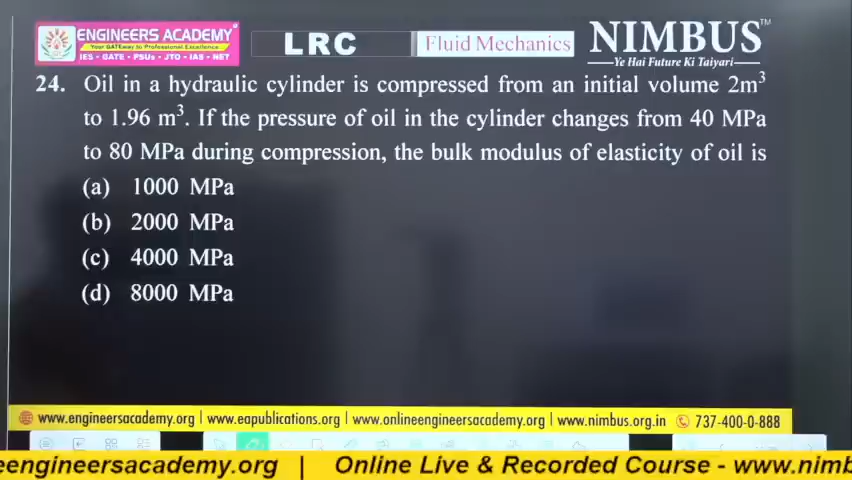 ENGINEERS ACADEMY
Your GATEway to Professional Excellence
IES • GATE • PSUs • JTO • IAS • NET
LRC
Fluid Mechanics
NIMBUS™
Ye Hai Future Ki Taiyari
24. Oil in a hydraulic cylinder is compressed from an initial volume 2m³
to 1.96 m³. If the pressure of oil in the cylinder changes from 40 MPa
to 80 MPa during compression, the bulk modulus of elasticity of oil is
(a) 1000 MPa
(b) 2000 MPa
(c) 4000 MPa
(d) 8000 MPa
www.engineersacademy.org | www.eapublications.org | www.onlineengineersacademy.org | www.nimbus.org.in 737-400-0-888
engineersacademy.org | Online Live & Recorded Course - www.nimb